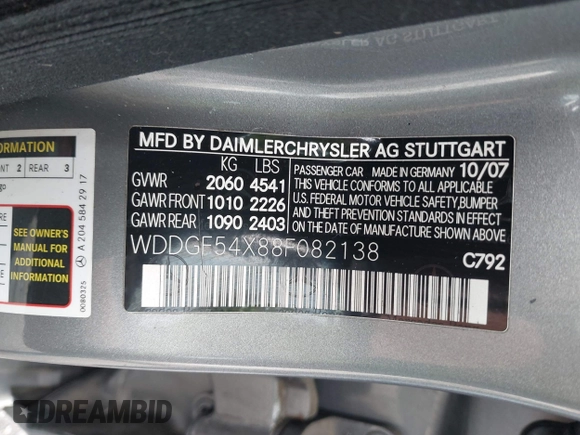 AG STUTTGART
MFD BY DAIMLERCHRYSLER AG STUTTGART
KG LBS
GVWR 2060 4541
GAWR FRONT 1010 2226
GAWR REAR 1090 2403
PASSENGER CAR MADE IN GERMANY 10/07
THIS VEHICLE CONFORMS TO ALL APPLICABLE
U.S. FEDERAL MOTOR VEHICLE SAFETY,BUMPER
AND THEFT PREVENTION STANDARDS IN EFFECT
ON THE DATE OF MANUFACTURE SHOWN ABOVE
WDDGF54X88F082138
C792
ORMATION
2 REAR 3
SEE OWNER'S
MANUAL FOR
ADDITIONAL
INFORMATION
A 204 584 29 17
0080325
DREAMBID